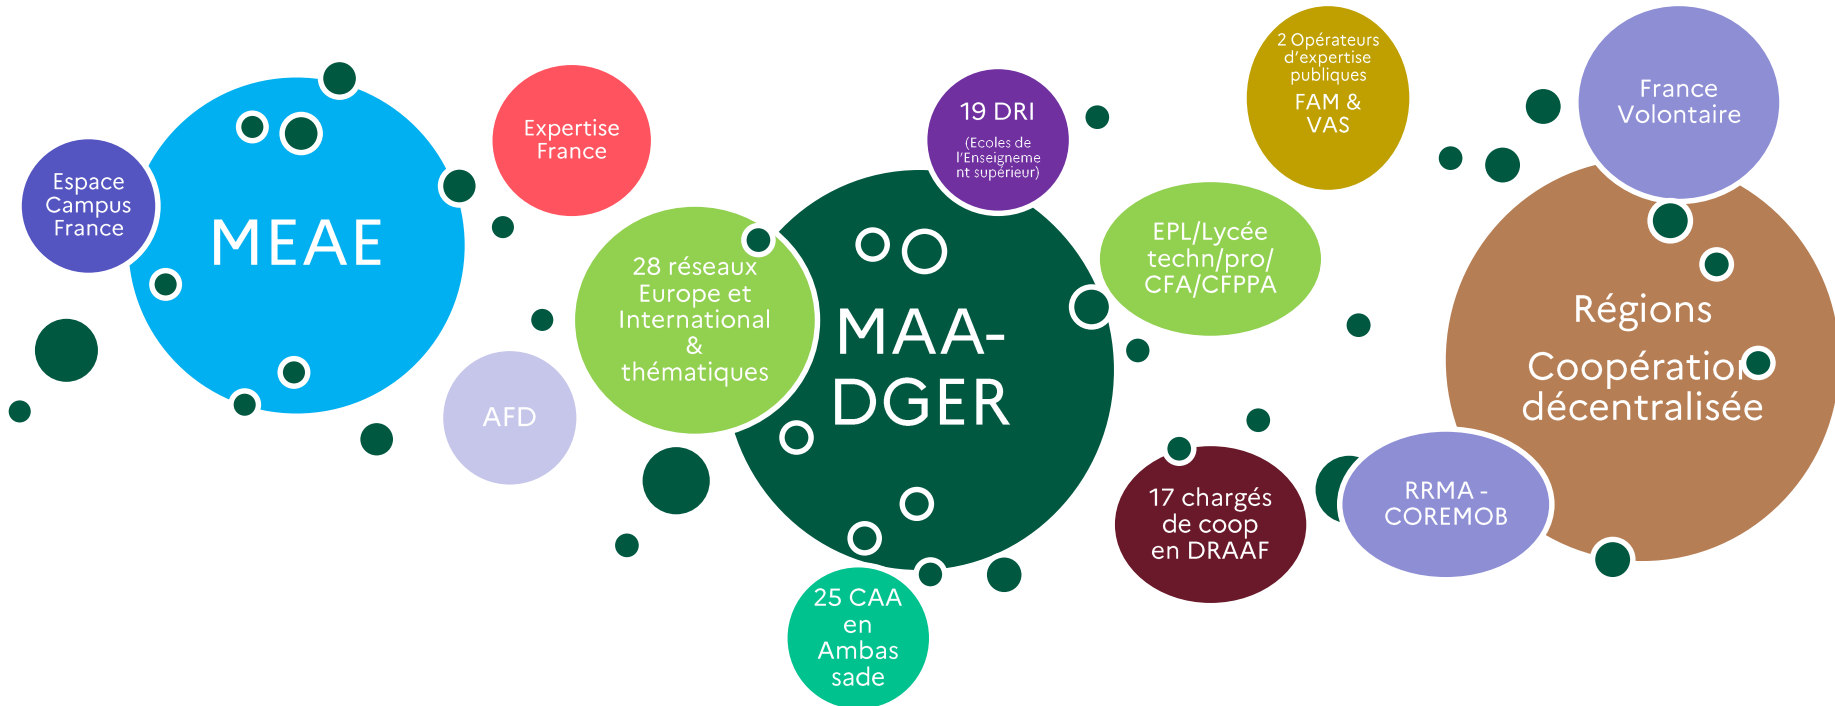 Espace
Campus
France
MEAE
Expertise
France
AFD
28 réseaux
Europe et
International
&
thématiques
MAA-
DGER
19 DRI
(Ecoles de
l'Enseigneme
nt supérieur)
25 CAA
en
Ambas
sade
EPL/Lycée
techn/pro/
CFA/CFPPA
2 Opérateurs
d'expertise
publiques
FAM &
VAS
17 chargés
de coop
en DRAAF
RRMA -
COREMOB
France
Volontaire
Régions
Coopération
décentralisée